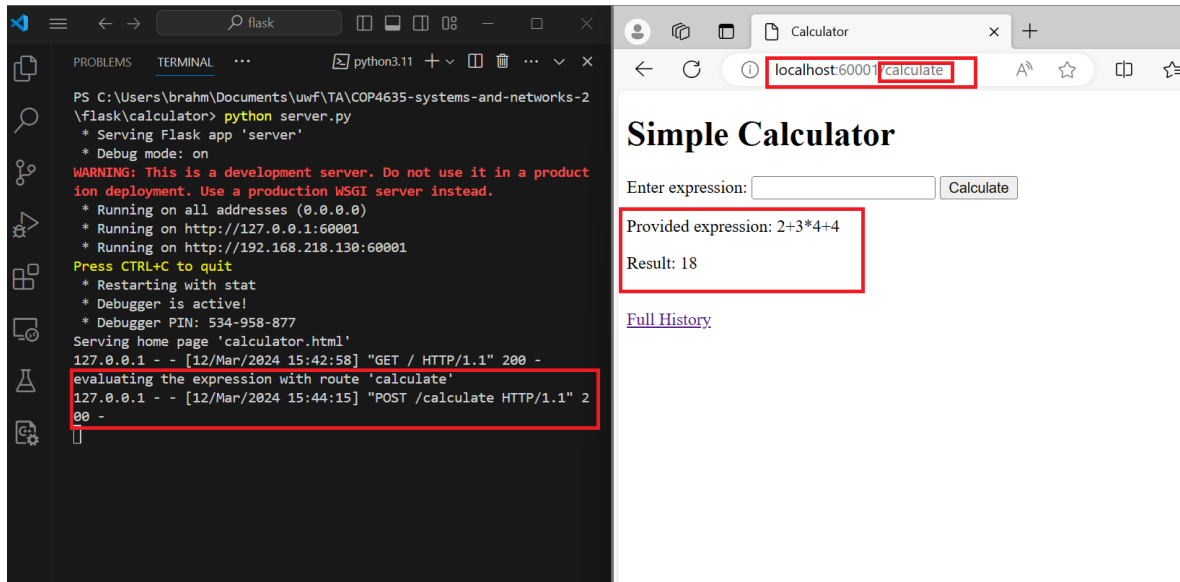 flask
PROBLEMS TERMINAL ··· python3.11
PS C:\Users\brahm\Documents\uwf\TA\COP4635-systems-and-networks-2
\flask\calculator> python server.py
* Serving Flask app 'server'
* Debug mode: on
WARNING: This is a development server. Do not use it in a product
ion deployment. Use a production WSGI server instead.
* Running on all addresses (0.0.0.0)
* Running on http://127.0.0.1:60001
* Running on http://192.168.218.130:60001
Press CTRL+C to quit
* Restarting with stat
* Debugger is active!
* Debugger PIN: 534-958-877
Serving home page 'calculator.html'
127.0.0.1 - - [12/Mar/2024 15:42:58] "GET / HTTP/1.1" 200 -
evaluating the expression with route 'calculate'
127.0.0.1 - - [12/Mar/2024 15:44:15] "POST /calculate HTTP/1.1" 2
00 -
Calculator
localhost:60001/calculate
Simple Calculator
Enter expression: Calculate
Provided expression: 2+3*4+4
Result: 18
Full History